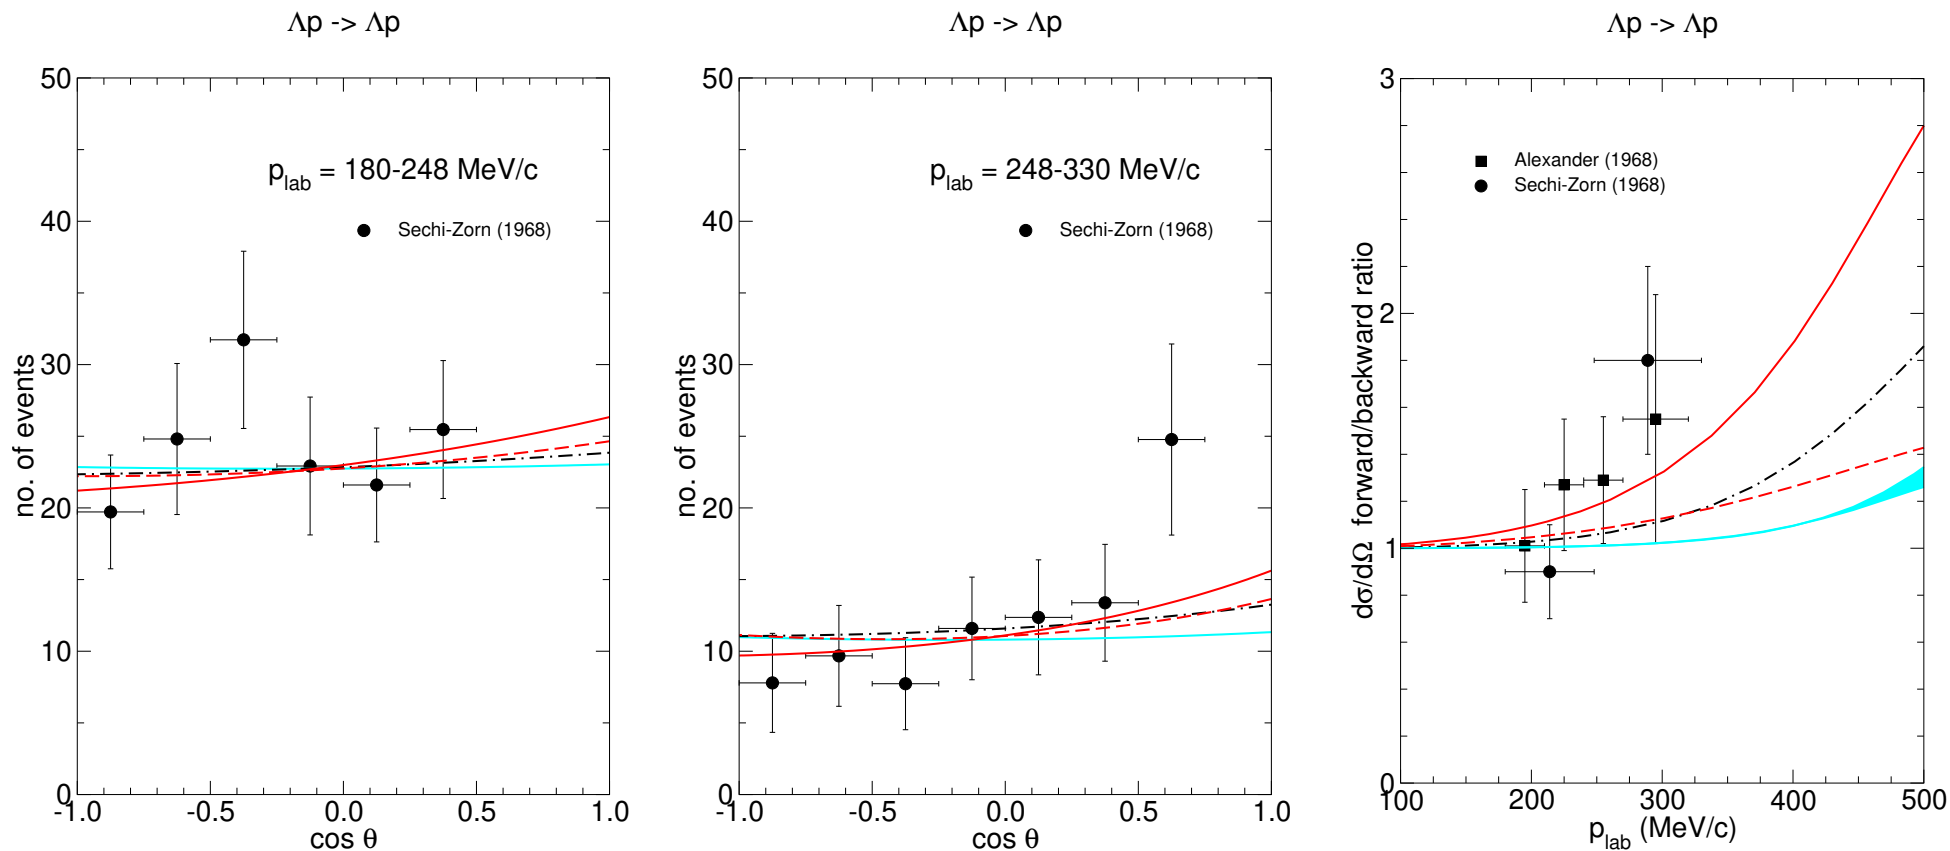 Λp -> Λp
50
40
30
20
10
0
-1.0 -0.5 0.0 0.5 1.0
cos θ
no. of events
p_lab = 180-248 MeV/c
Sechi-Zorn (1968)
Λp -> Λp
50
40
30
20
10
0
-1.0 -0.5 0.0 0.5 1.0
cos θ
no. of events
p_lab = 248-330 MeV/c
Sechi-Zorn (1968)
Λp -> Λp
3
2
1
0
100 200 300 400 500
p_lab (MeV/c)
dσ/dΩ forward/backward ratio
Alexander (1968)
Sechi-Zorn (1968)